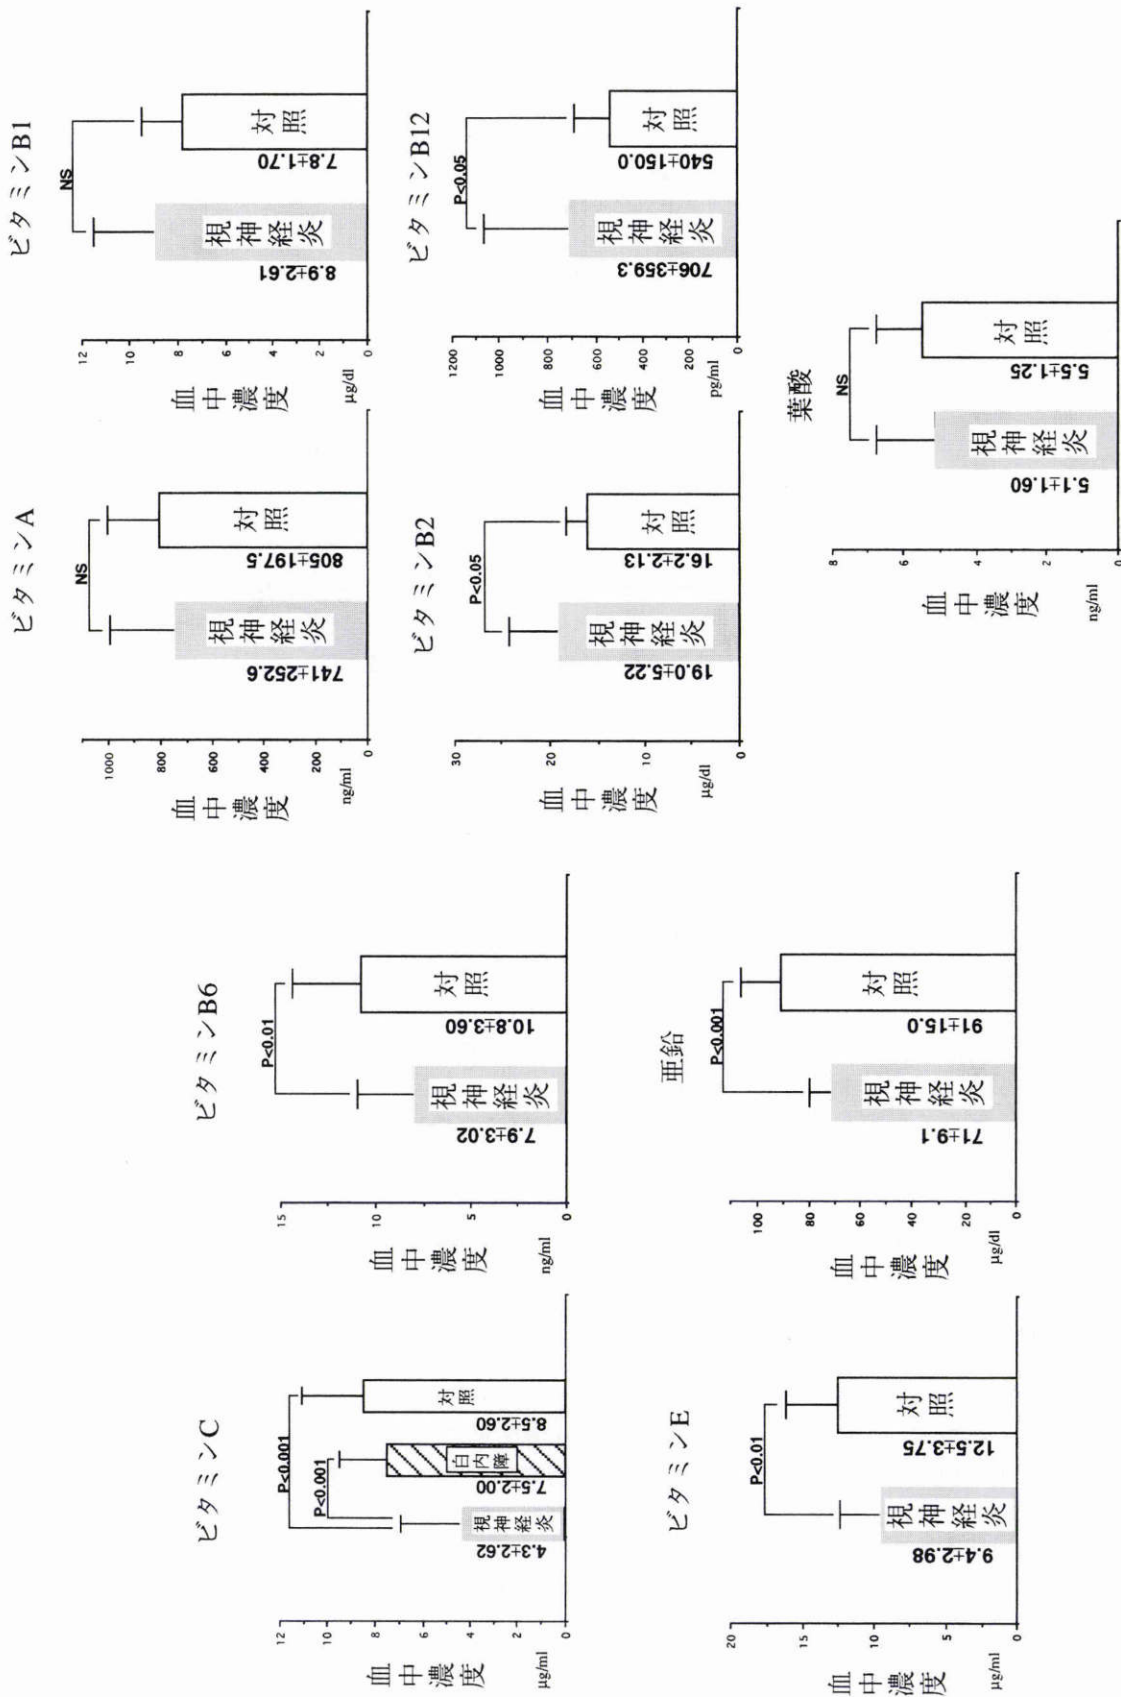 ビタミンC
血中濃度
12
10
8
6
4
2
0
μg/ml
P<0.001
P<0.001
視神経炎
4.3±2.62
白内障
7.5±2.00
対照
8.5±2.60
ビタミンB6
血中濃度
15
10
5
0
ng/ml
P<0.01
視神経炎
7.9±3.02
対照
10.8±3.60
ビタミンE
血中濃度
20
15
10
5
0
μg/ml
P<0.01
視神経炎
9.4±2.98
対照
12.5±3.75
亜鉛
血中濃度
100
80
60
40
20
0
μg/dl
P<0.001
視神経炎
71±9.1
対照
91±15.0
ビタミンA
血中濃度
1000
800
600
400
200
0
ng/ml
NS
視神経炎
741±252.6
対照
805±197.5
ビタミンB1
血中濃度
12
10
8
6
4
2
0
μg/dl
NS
視神経炎
8.9±2.61
対照
7.8±1.70
ビタミンB2
血中濃度
30
20
10
0
μg/dl
P<0.05
視神経炎
19.0±5.22
対照
16.2±2.13
ビタミンB12
血中濃度
1200
1000
800
600
400
200
0
pg/ml
P<0.05
視神経炎
706±359.3
対照
540±150.0
葉酸
血中濃度
8
6
4
2
0
ng/ml
NS
視神経炎
5.1±1.60
対照
5.5±1.25